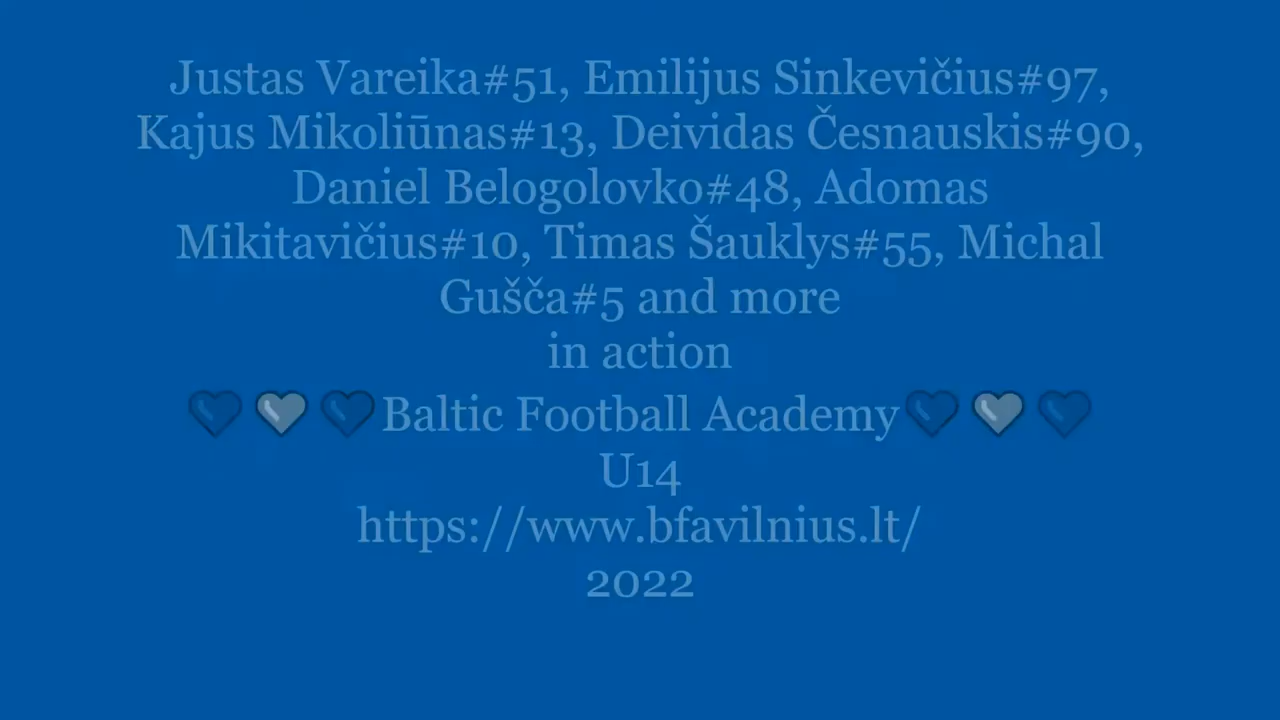 Justas Vareika#51, Emilijus Sinkevičius#97,
Kajus Mikoliūnas#13, Deividas Česnauskis#90,
Daniel Belogolovko#48, Adomas
Mikitavičius#10, Timas Šauklys#55, Michal
Gušča#5 and more
in action
💙🤍💙Baltic Football Academy💙🤍💙
U14
https://www.bfavilnius.lt/
2022